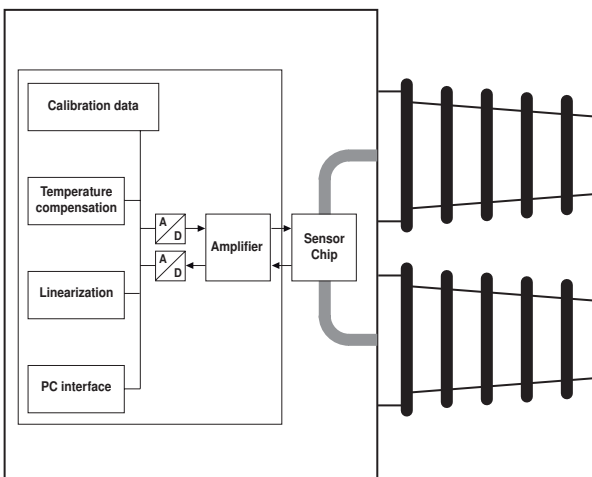 Calibration data
Temperature
compensation
A
D
Amplifier
Sensor
Chip
A
D
Linearization
PC interface